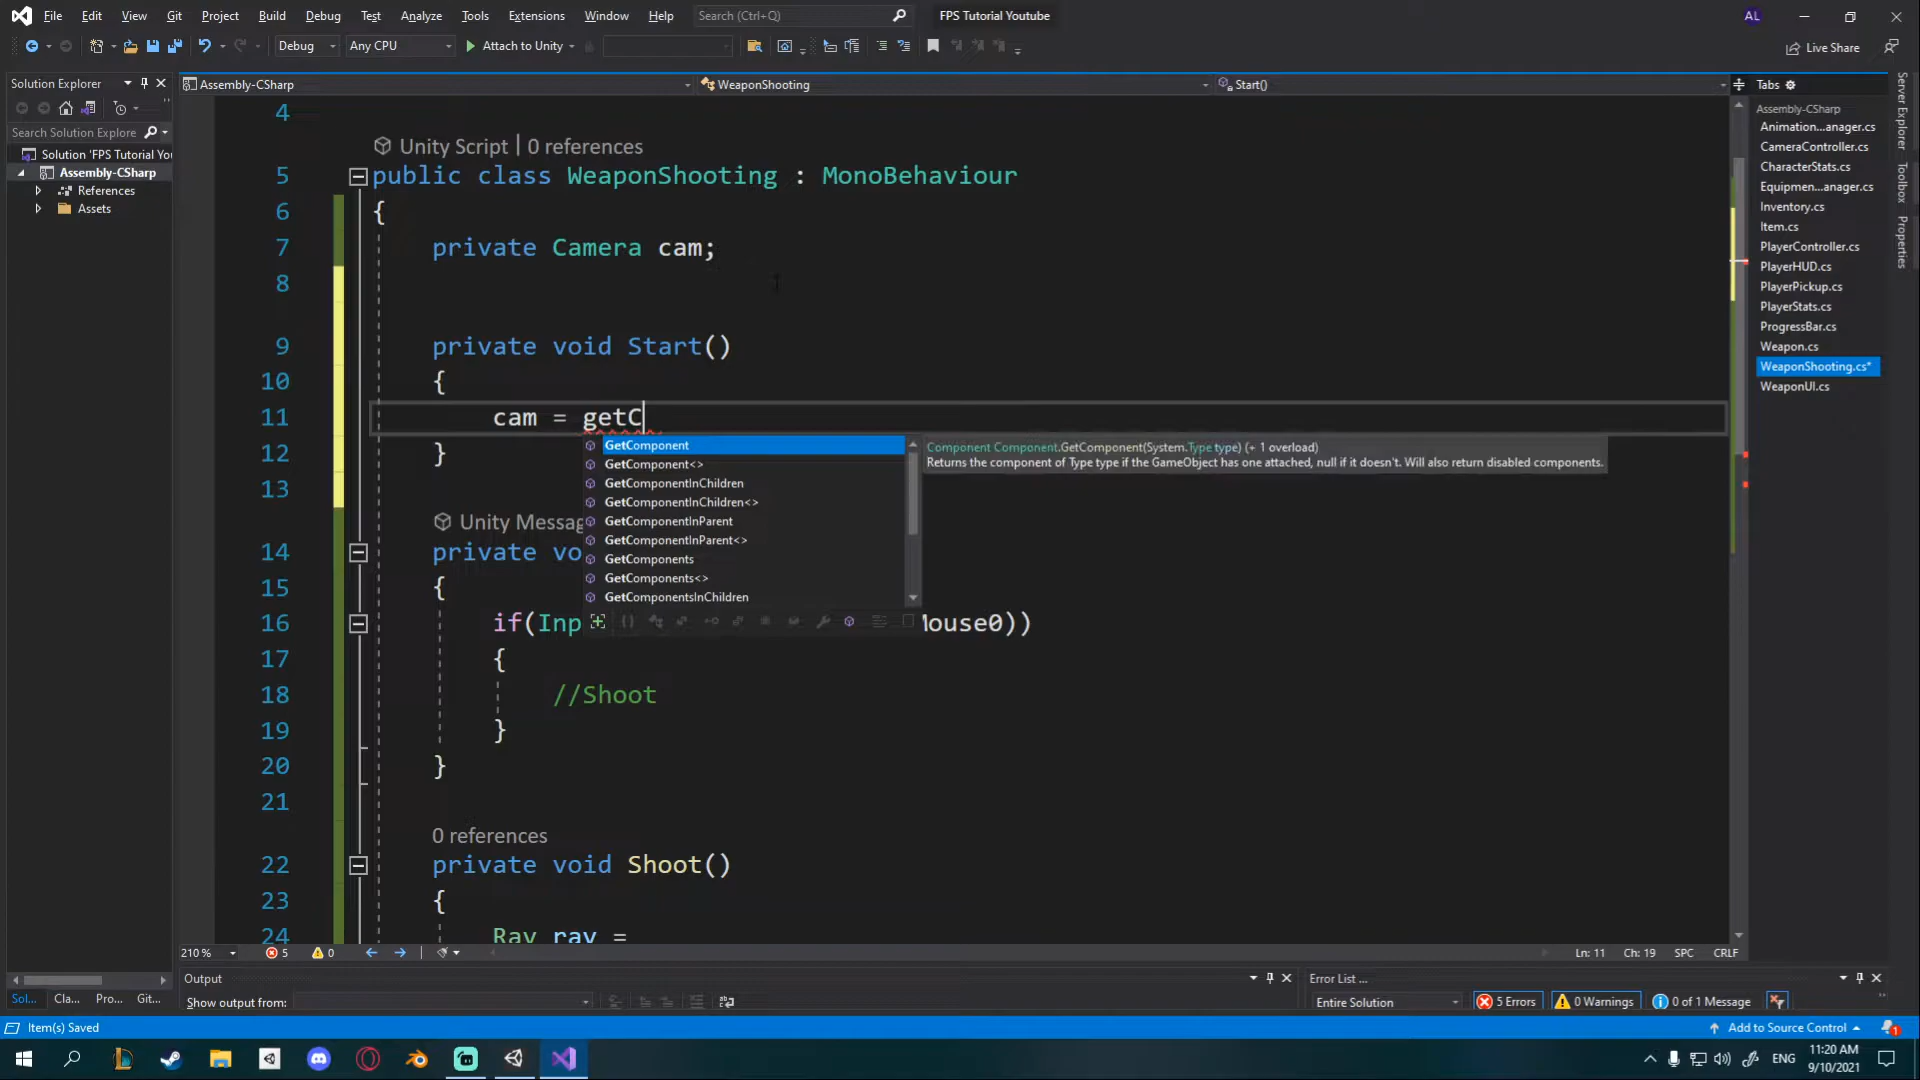 File Edit View Git Project Build Debug Test Analyze Tools Extensions Window Help Search (Ctrl+Q) FPS Tutorial Youtube AL
Debug Any CPU Attach to Unity Live Share
Solution Explorer
Search Solution Explorer
Solution 'FPS Tutorial You
Assembly-CSharp
References
Assets
Sol... Cla... Pro... Git...
Assembly-CSharp WeaponShooting Start()
4
Unity Script | 0 references
5 public class WeaponShooting : MonoBehaviour
6 {
7 private Camera cam;
8
9 private void Start()
10 {
11 cam = getC
12 }
13
Unity Messag
14 private vo
15 {
16 if(Inp Mouse0))
17 {
18 //Shoot
19 }
20 }
21
0 references
22 private void Shoot()
23 {
24 Ray ray =
GetComponent
GetComponent<>
GetComponentInChildren
GetComponentInChildren<>
GetComponentInParent
GetComponentInParent<>
GetComponents
GetComponents<>
GetComponentsInChildren
Component Component.GetComponent(System.Type type) (+ 1 overload)
Returns the component of Type type if the GameObject has one attached, null if it doesn't. Will also return disabled components.
210 % 5 0 Ln: 11 Ch: 19 SPC CRLF
Output
Show output from:
Error List ...
Entire Solution 5 Errors 0 Warnings 0 of 1 Message
Tabs
Assembly-CSharp
Animation...anager.cs
CameraController.cs
CharacterStats.cs
Equipmen...anager.cs
Inventory.cs
Item.cs
PlayerController.cs
PlayerHUD.cs
PlayerPickup.cs
PlayerStats.cs
ProgressBar.cs
Weapon.cs
WeaponShooting.cs*
WeaponUI.cs
Server Explorer
Toolbox
Properties
Item(s) Saved Add to Source Control 1
ENG 11:20 AM
9/10/2021